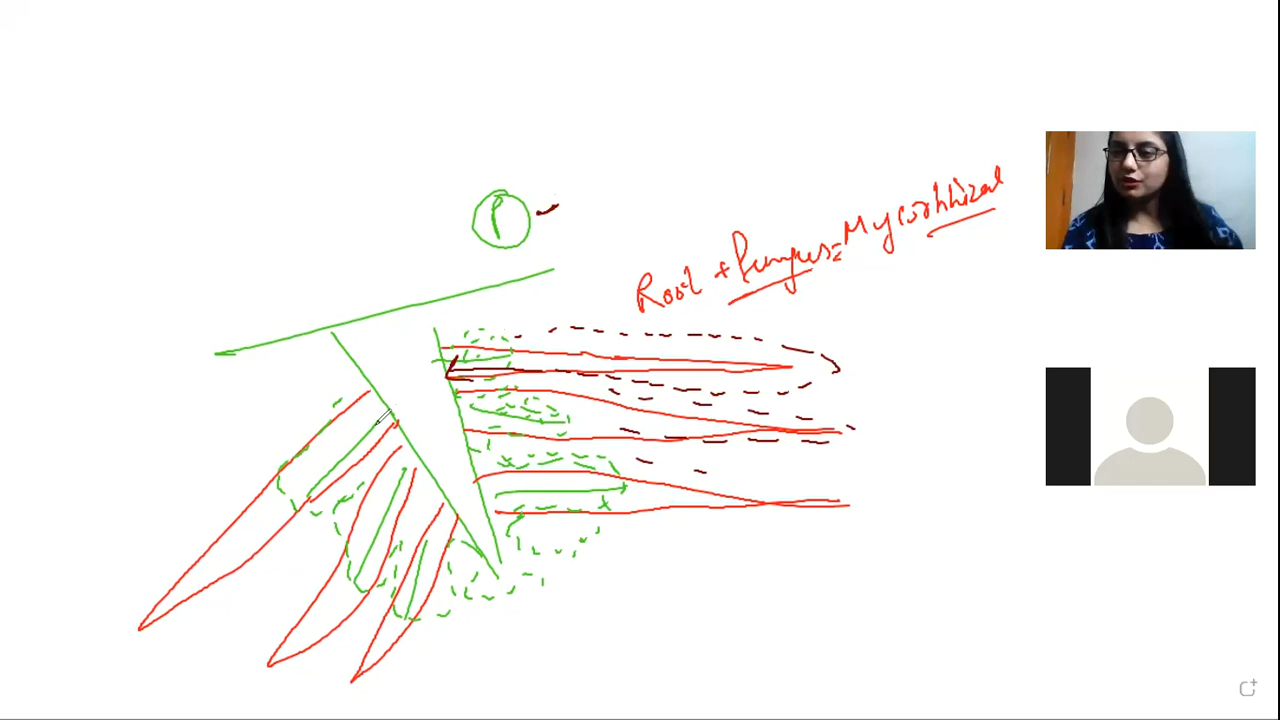 P
Root + Fungus = Mycorrhizal